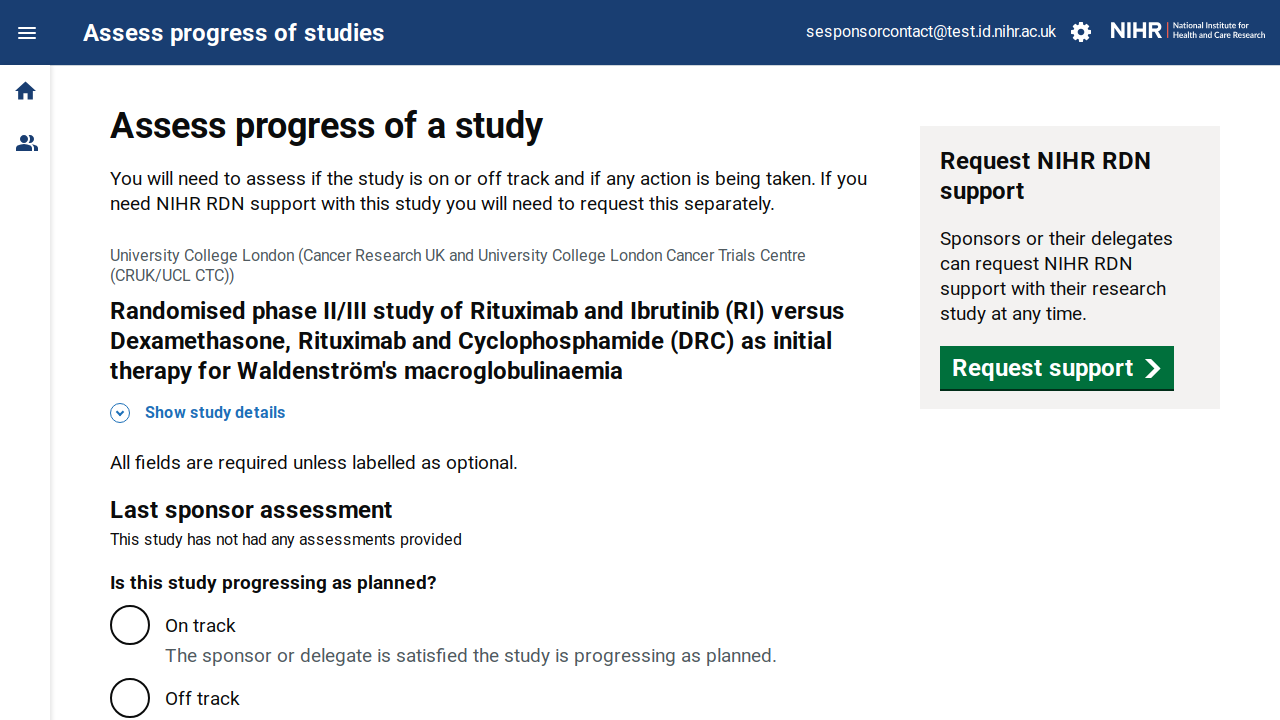 Assess progress of studies
sesponsorcontact@test.id.nihr.ac.uk
NIHR | National Institute for
Health and Care Research
Assess progress of a study
You will need to assess if the study is on or off track and if any action is being taken. If you
need NIHR RDN support with this study you will need to request this separately.
University College London (Cancer Research UK and University College London Cancer Trials Centre
(CRUK/UCL CTC))
Randomised phase II/III study of Rituximab and Ibrutinib (RI) versus
Dexamethasone, Rituximab and Cyclophosphamide (DRC) as initial
therapy for Waldenström's macroglobulinaemia
Show study details
All fields are required unless labelled as optional.
Last sponsor assessment
This study has not had any assessments provided
Is this study progressing as planned?
On track
The sponsor or delegate is satisfied the study is progressing as planned.
Off track
Request NIHR RDN
support
Sponsors or their delegates
can request NIHR RDN
support with their research
study at any time.
Request support